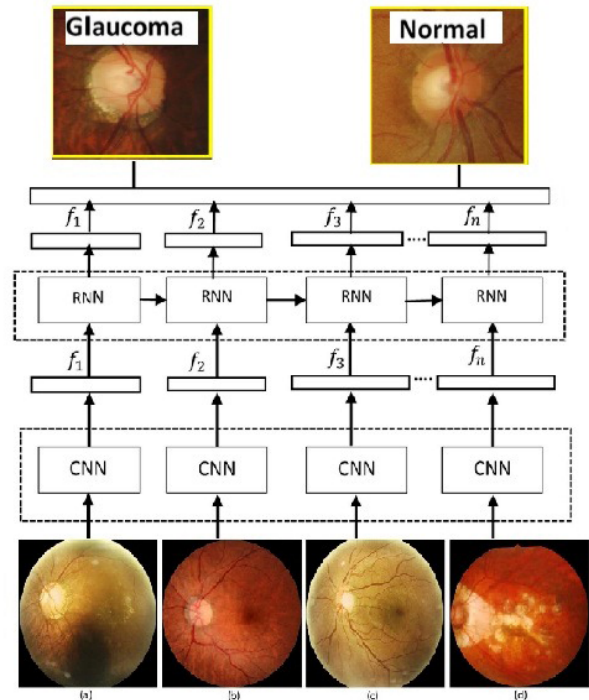 Glaucoma Normal
f₁ f₂ f₃ fₙ
....
RNN RNN RNN RNN
f₁ f₂ f₃ fₙ
....
CNN CNN CNN CNN
(a) (b) (c) (d)